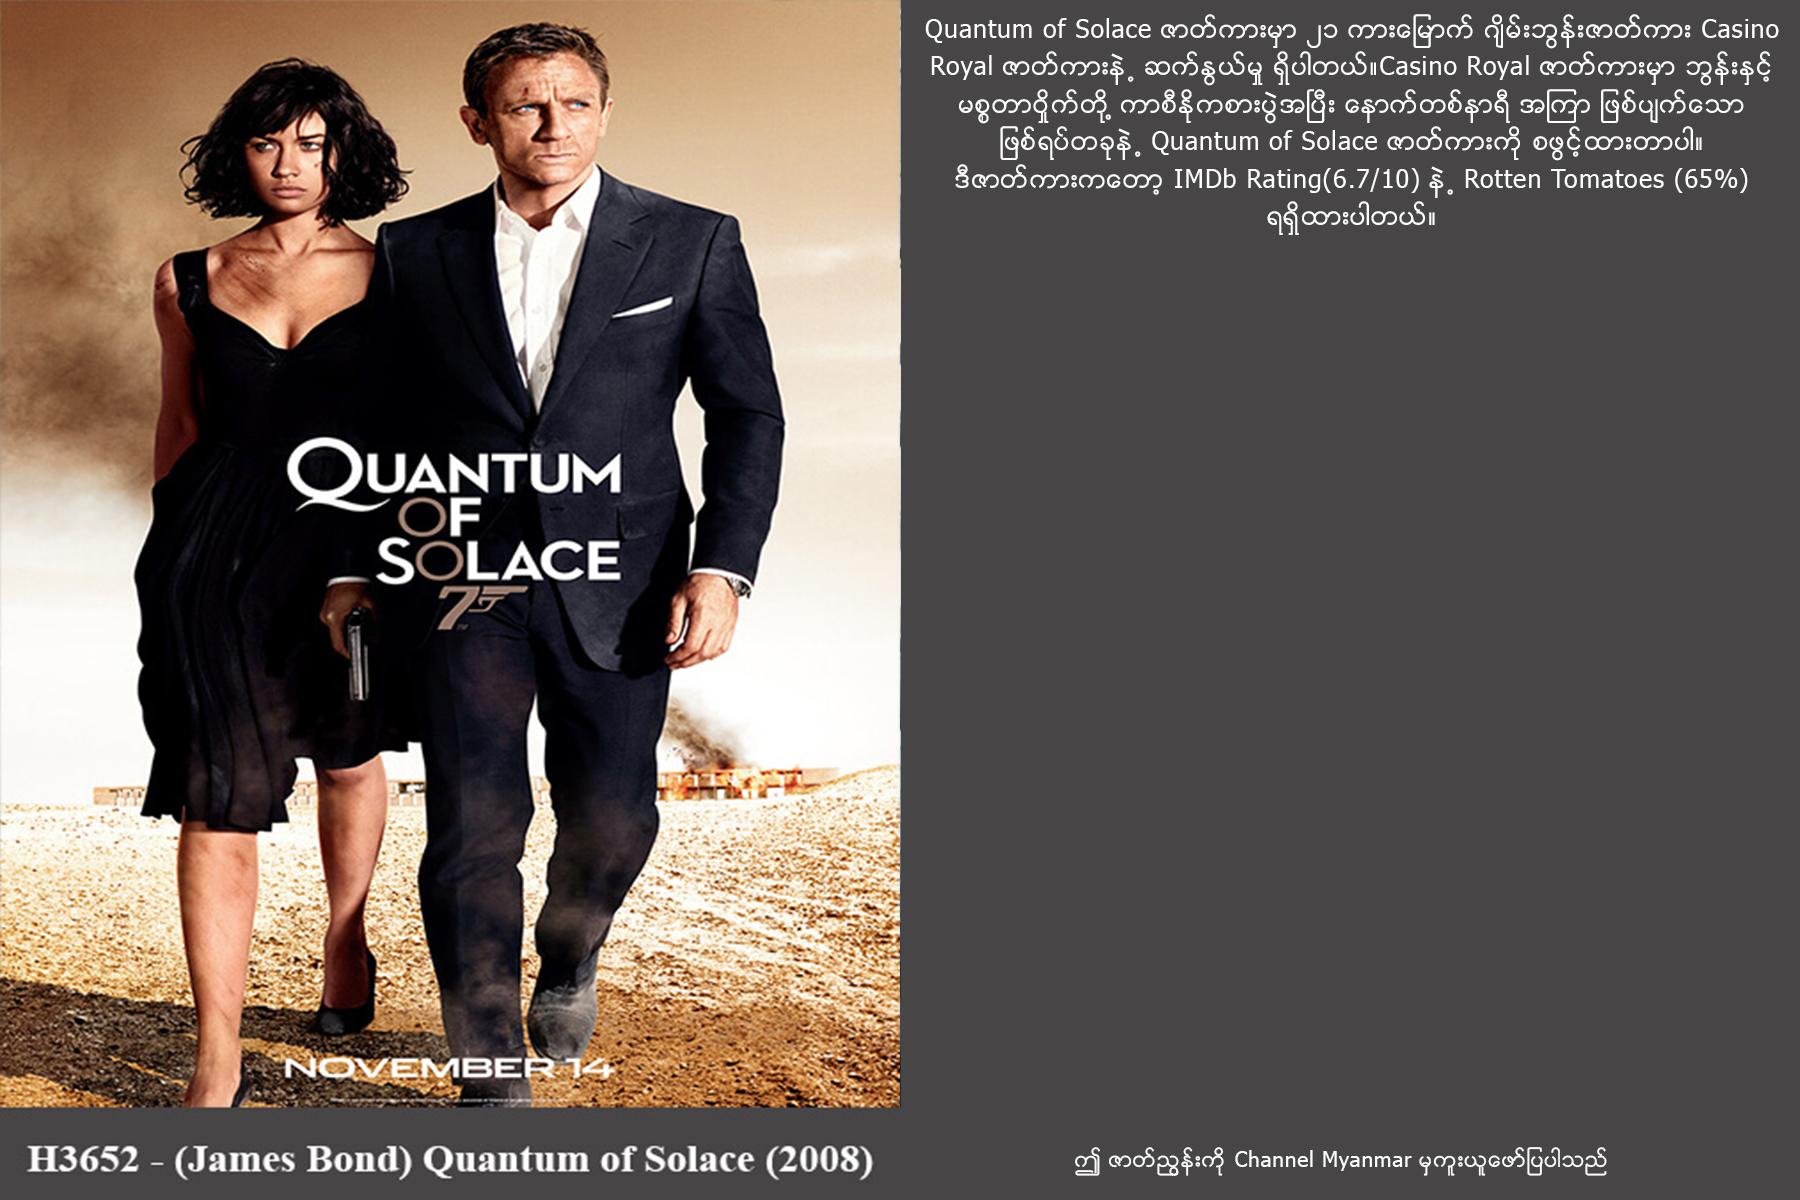 QUANTUM
OF
SOLACE
007
NOVEMBER 14
H3652 - (James Bond) Quantum of Solace (2008)
Quantum of Solace ဇာတ်ကားမှာ ၂၁ ကားမြောက် ဂျိမ်းဘွန်းဇာတ်ကား Casino
Royal ဇာတ်ကားနဲ့ ဆက်နွယ်မှု ရှိပါတယ်။Casino Royal ဇာတ်ကားမှာ ဘွန်းနှင့်
မစ္စတာဝှိုက်တို့ ကာစီနိုကစားပွဲအပြီး နောက်တစ်နာရီ အကြာ ဖြစ်ပျက်သော
ဖြစ်ရပ်တခုနဲ့ Quantum of Solace ဇာတ်ကားကို စဖွင့်ထားတာပါ။
ဒီဇာတ်ကားကတော့ IMDb Rating(6.7/10) နဲ့ Rotten Tomatoes (65%)
ရရှိထားပါတယ်။
ဤ ဇာတ်ညွှန်းကို Channel Myanmar မှကူးယူဖော်ပြပါသည်